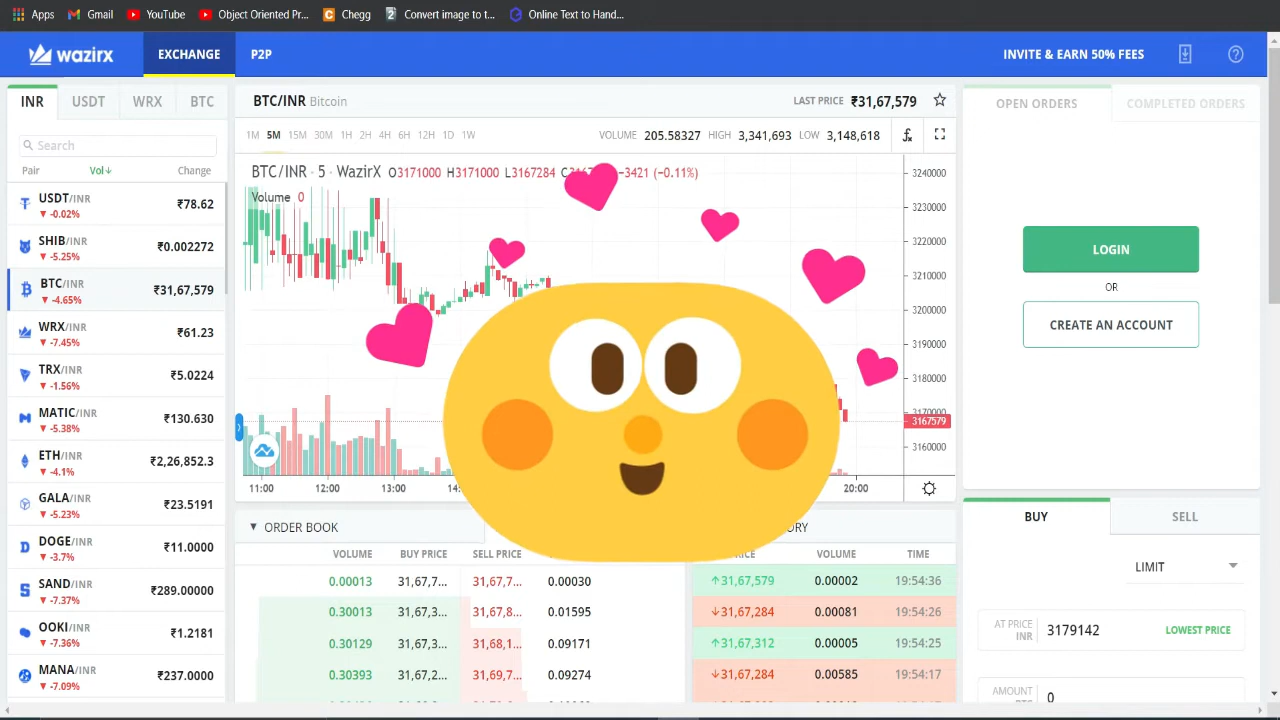 Apps Gmail YouTube Object Oriented Pr... Chegg Convert image to t... Online Text to Hand...
wazirx EXCHANGE P2P INVITE & EARN 50% FEES
INR USDT WRX BTC
Search
Pair Vol↓ Change
USDT/INR ₹78.62
▼ -0.02%
SHIB/INR ₹0.002272
▼ -5.25%
BTC/INR ₹31,67,579
▼ -4.65%
WRX/INR ₹61.23
▼ -7.45%
TRX/INR ₹5.0224
▼ -1.56%
MATIC/INR ₹130.630
▼ -5.38%
ETH/INR ₹2,26,852.3
▼ -4.1%
GALA/INR ₹23.5191
▼ -5.23%
DOGE/INR ₹11.0000
▼ -3.7%
SAND/INR ₹289.00000
▼ -7.37%
OOKI/INR ₹1.2181
▼ -7.36%
MANA/INR ₹237.0000
▼ -7.09%
BTC/INR Bitcoin LAST PRICE ₹31,67,579
1M 5M 15M 30M 1H 2H 4H 6H 12H 1D 1W VOLUME 205.58327 HIGH 3,341,693 LOW 3,148,618
BTC/INR · 5 · WazirX O3171000 H3171000 L3167284 −3421 (−0.11%)
Volume 0
3240000
3230000
3220000
3210000
3200000
3190000
3180000
3170000
3167579
3160000
11:00 12:00 13:00 20:00
▼ ORDER BOOK
VOLUME BUY PRICE SELL PRICE
0.00013 31,67,7... 31,67,7... 0.00030
0.30013 31,67,3... 31,67,8... 0.01595
0.30129 31,67,... 31,68,1... 0.09171
0.30393 31,67,2... 31,69,7... 0.09274
VOLUME TIME
↑31,67,579 0.00002 19:54:36
↓31,67,284 0.00081 19:54:26
↑31,67,312 0.00005 19:54:25
↓31,67,284 0.00585 19:54:17
OPEN ORDERS COMPLETED ORDERS
LOGIN
OR
CREATE AN ACCOUNT
BUY SELL
LIMIT
AT PRICE
INR 3179142 LOWEST PRICE
AMOUNT 0